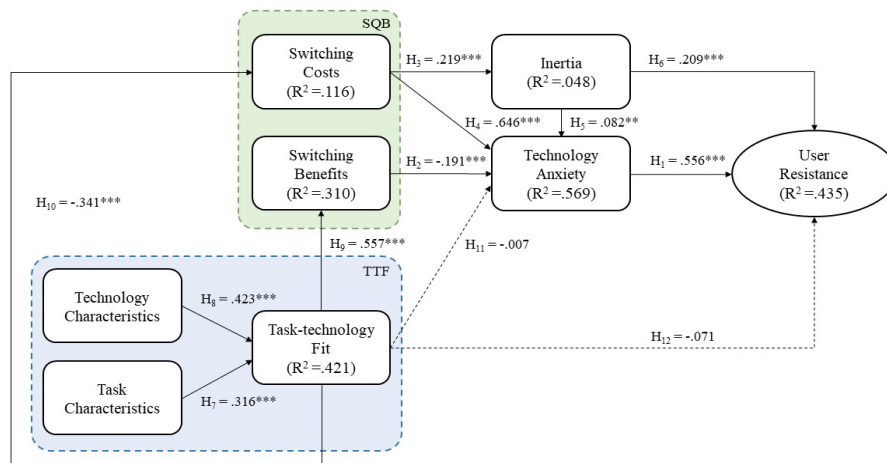 SQB
Switching
Costs
(R² =.116)
H₃ = .219***
Inertia
(R² =.048)
H₆ = .209***
H₄ = .646***
H₅ = .082**
Switching
Benefits
(R² =.310)
H₂ = -.191***
Technology
Anxiety
(R² =.569)
H₁ = .556***
User
Resistance
(R² =.435)
H₁₀ = -.341***
H₉ = .557***
H₁₁ = -.007
TTF
Technology
Characteristics
H₈ = .423***
Task-technology
Fit
(R² =.421)
H₁₂ = -.071
Task
Characteristics
H₇ = .316***